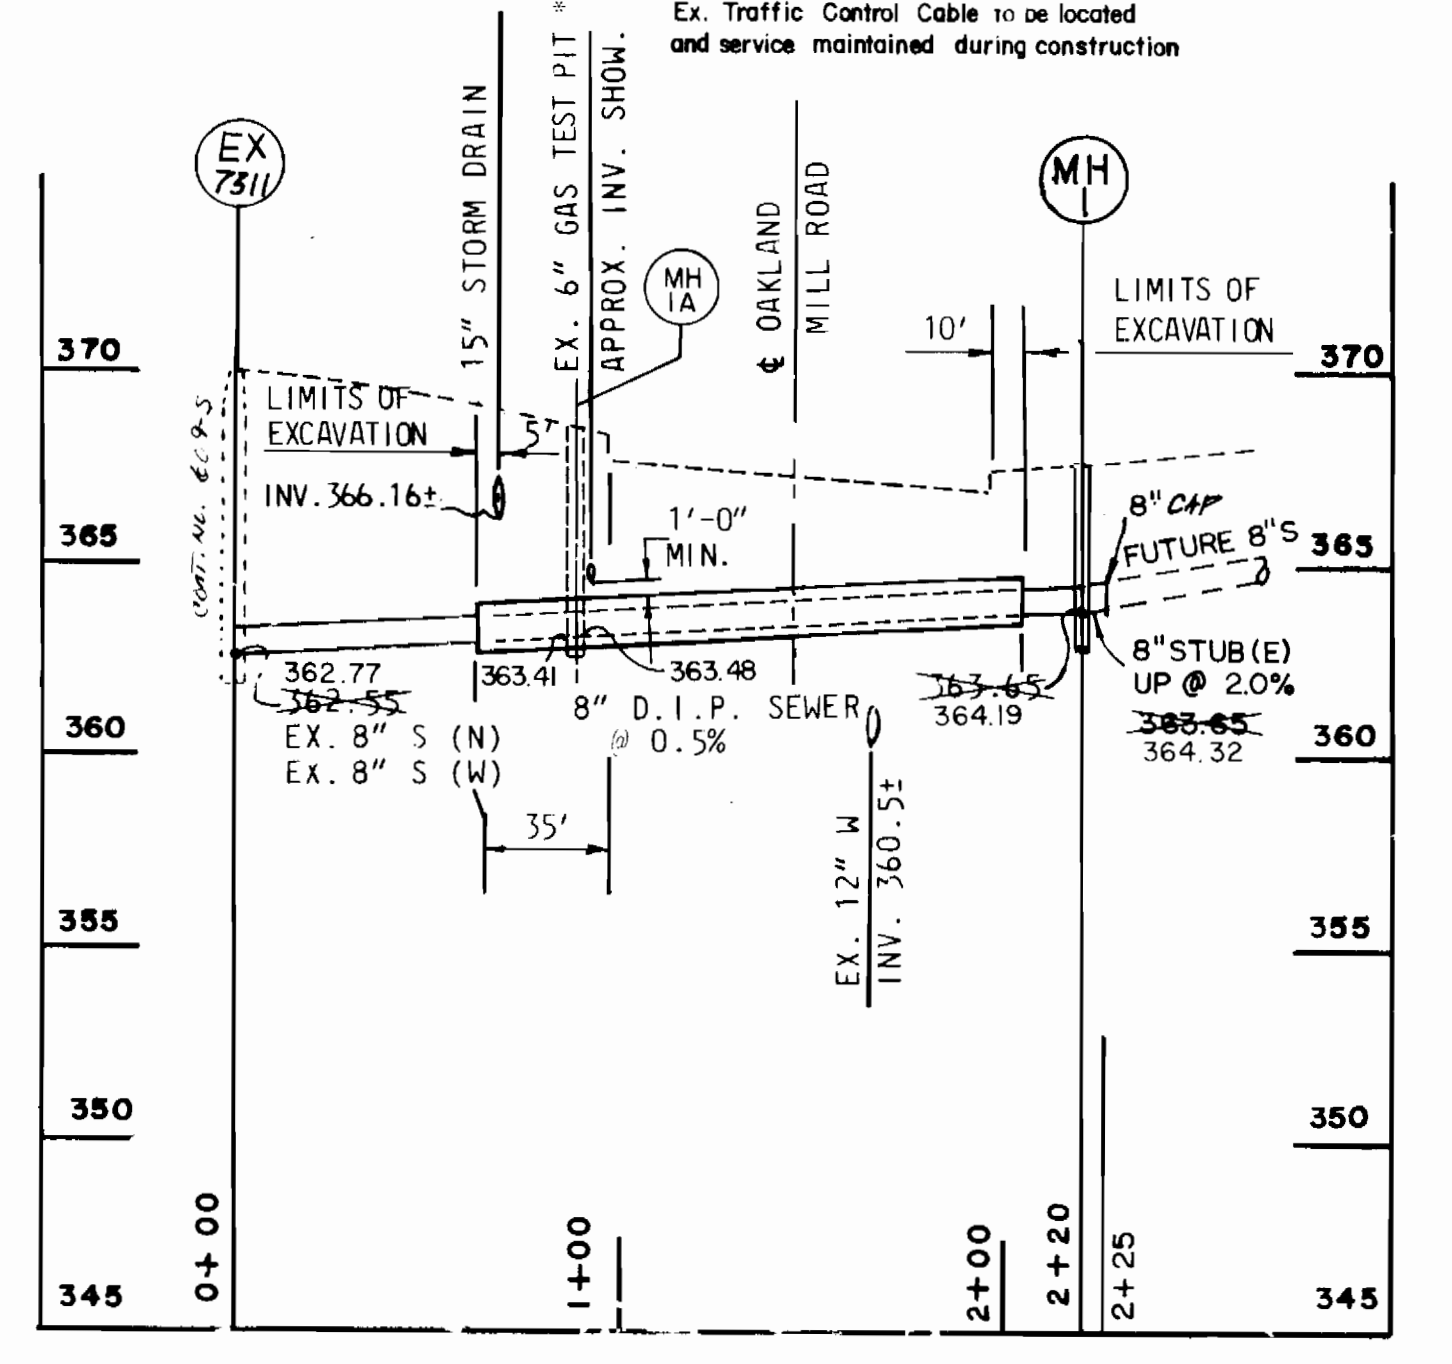 Ex. Traffic Control Cable to be located
and service maintained during construction
EX
7311
15" STORM DRAIN
EX. 6" GAS TEST PIT *
APPROX. INV. SHOW.
MH
1A
℄ OAKLAND
MILL ROAD
MH
1
LIMITS OF
EXCAVATION
10'
370
370
LIMITS OF
EXCAVATION
5'
INV. 366.16±
1'-0"
MIN.
8" CAP
FUTURE 8" S
365
365
8" STUB (E)
UP @ 2.0%
363.65
364.32
362.77
362.55
363.41
363.48
363.65
364.19
EX. 8" S (N)
EX. 8" S (W)
8" D.I.P. SEWER
@ 0.5%
360
360
35'
EX. 12" W
INV. 360.5±
355
355
350
350
345
345
0+00
1+00
2+00
2+20
2+25